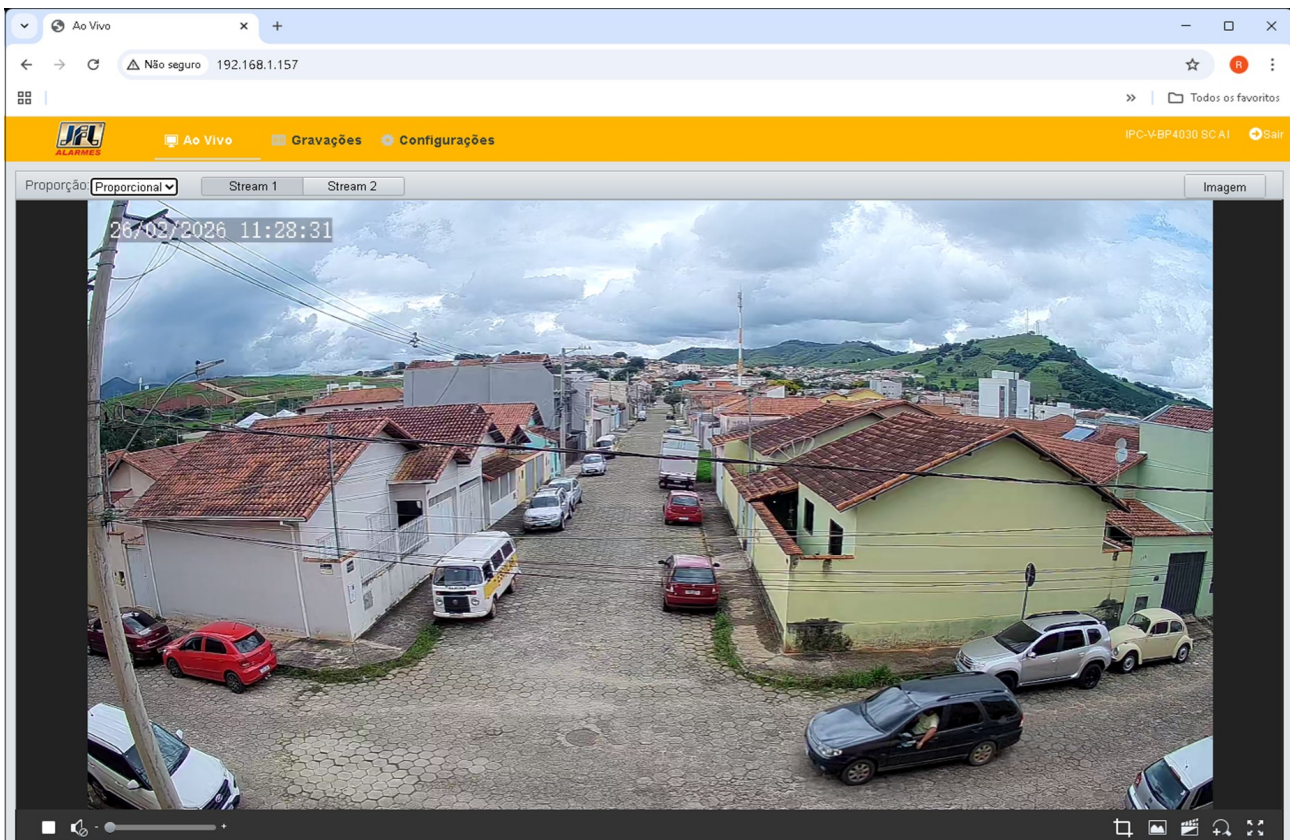 Ao Vivo
Não seguro 192.168.1.157
Todos os favoritos
R
JFL
ALARMES
Ao Vivo Gravações Configurações
IPC-V-BP4030 SC AI Sair
Proporção: Proporcional Stream 1 Stream 2 Imagem
26/02/2026 11:28:31
- +